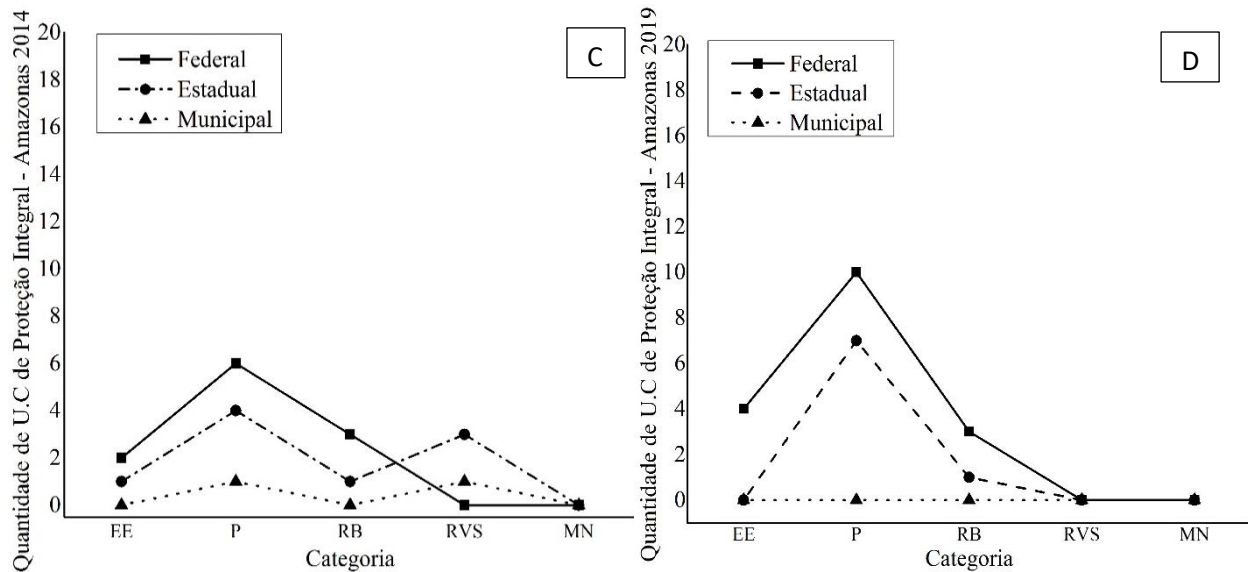 Quantidade de U.C de Proteção Integral - Amazonas 2014
20
18
16
14
12
10
8
6
4
2
0
Federal
Estadual
Municipal
C
EE P RB RVS MN
Categoria
Quantidade de U.C de Proteção Integral - Amazonas 2019
20
18
16
14
12
10
8
6
4
2
0
Federal
Estadual
Municipal
D
EE P RB RVS MN
Categoria